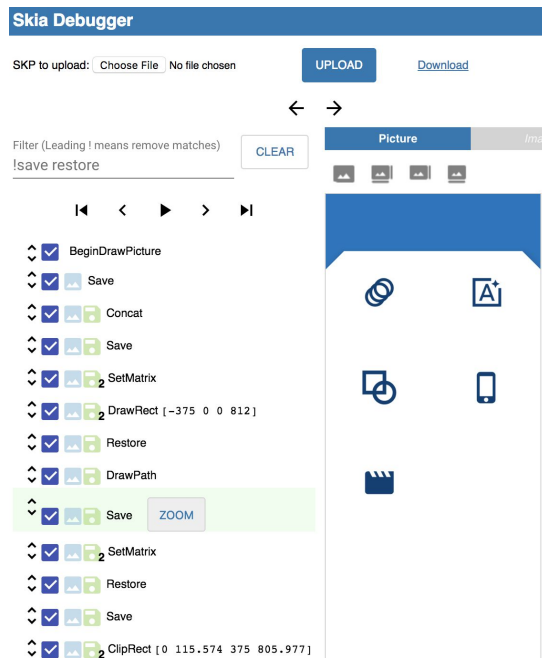 Skia Debugger
SKP to upload: Choose File No file chosen UPLOAD Download
Filter (Leading ! means remove matches)
!save restore
CLEAR
Picture
Ima
BeginDrawPicture
Save
Concat
Save
2 SetMatrix
2 DrawRect [-375 0 0 812]
Restore
DrawPath
Save ZOOM
2 SetMatrix
Restore
Save
2 ClipRect [0 115.574 375 805.977]
A